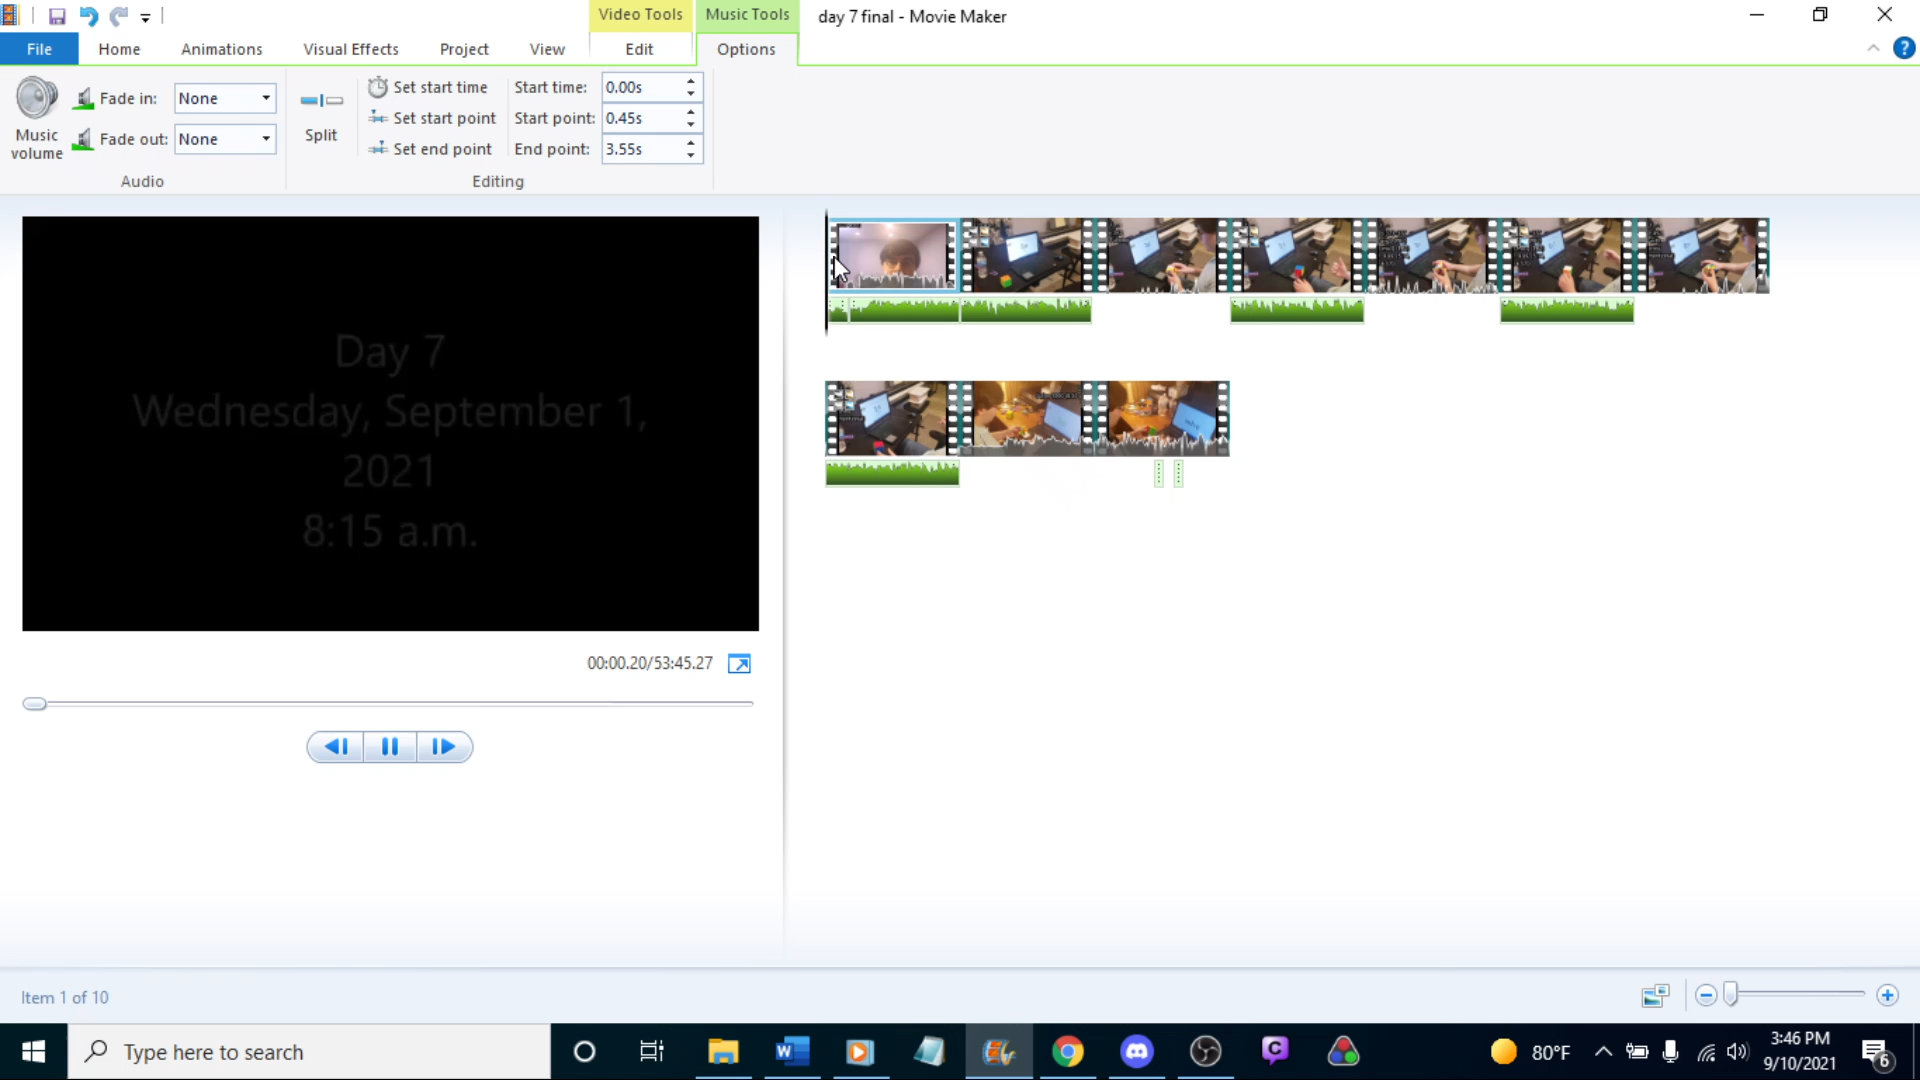 Video Tools
Music Tools
day 7 final - Movie Maker
File
Home
Animations
Visual Effects
Project
View
Edit
Options
Music volume
Fade in: None
Fade out: None
Audio
Split
Set start time
Set start point
Set end point
Start time: 0.00s
Start point: 0.45s
End point: 3.55s
Editing
Day 7
Wednesday, September 1,
2021
8:15 a.m.
00:00.20/53:45.27
Item 1 of 10
Type here to search
80°F
3:46 PM
9/10/2021
6